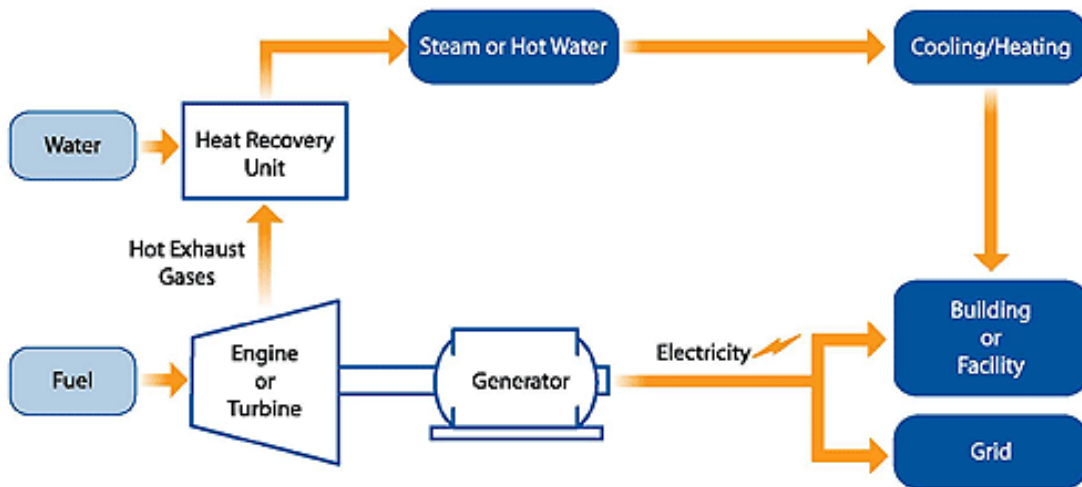 Steam or Hot Water
Cooling/Heating
Water
Heat Recovery
Unit
Hot Exhaust
Gases
Building
or
Facility
Fuel
Engine
or
Turbine
Generator
Electricity
Grid